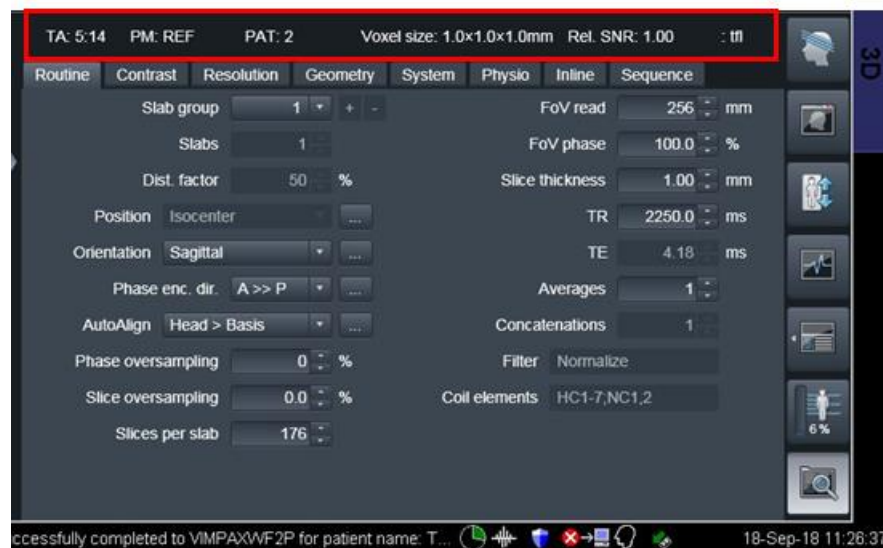 TA: 5:14 PM: REF PAT: 2 Voxel size: 1.0×1.0×1.0mm Rel. SNR: 1.00 : tfl
3D
Routine Contrast Resolution Geometry System Physio Inline Sequence
Slab group 1 + - FoV read 256 mm
Slabs 1 FoV phase 100.0 %
Dist. factor 50 % Slice thickness 1.00 mm
Position Isocenter ... TR 2250.0 ms
Orientation Sagittal ... TE 4.18 ms
Phase enc. dir. A >> P ... Averages 1
AutoAlign Head > Basis ... Concatenations 1
Phase oversampling 0 % Filter Normalize
Slice oversampling 0.0 % Coil elements HC1-7;NC1,2
Slices per slab 176
6%
ccessfully completed to VIMPAXWF2P for patient name: T... 18-Sep-18 11:26:37